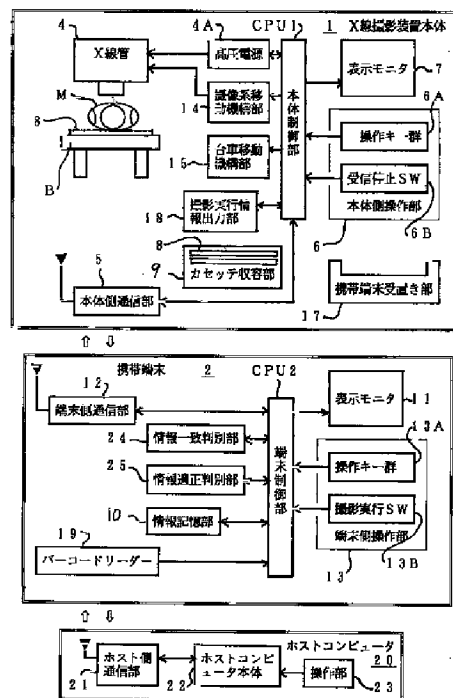 4
4A
CPU1
1 X線撮影装置本体
X線管
高圧電源
表示モニタ
7
M
8
撮像系移動機構部
14
6A
操作キー群
B
台車移動機構部
15
本体制御部
受信停止SW
撮影実行情報出力部
18
本体側操作部
6
6B
8
9
カセッテ収容部
5
本体側通信部
携帯端末受置き部
17
携帯端末 2
CPU2
12
端末側通信部
表示モニタ
11
24
情報一致判別部
13A
端末制御部
操作キー群
25
情報適正判別部
撮影実行SW
10
情報記憶部
端末側操作部
19
13
13B
バーコードリーダー
ホストコンピュータ
20
ホスト側通信部
ホストコンピュータ本体
操作部
21
22
23